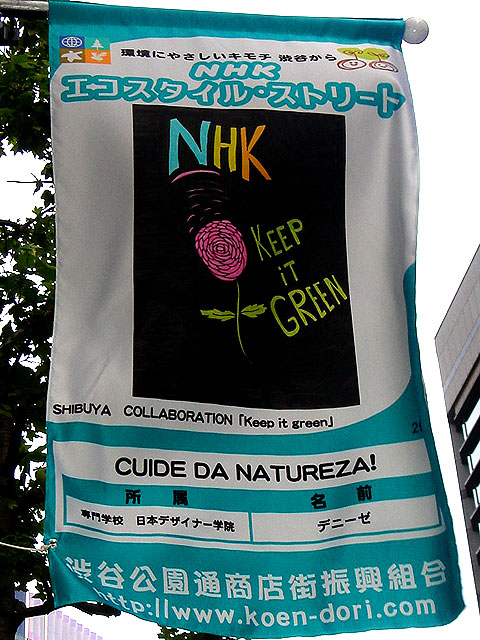 環境にやさしいキモチ 渋谷から
NHK
エコスタイル・ストリート
NHK
KEEP
iT
GREEN
SHIBUYA COLLABORATION「Keep it green」
CUIDE DA NATUREZA!
所属 名前
専門学校 日本デザイナー学院 デニーゼ
渋谷公園通商店街振興組合
http://www.koen-dori.com